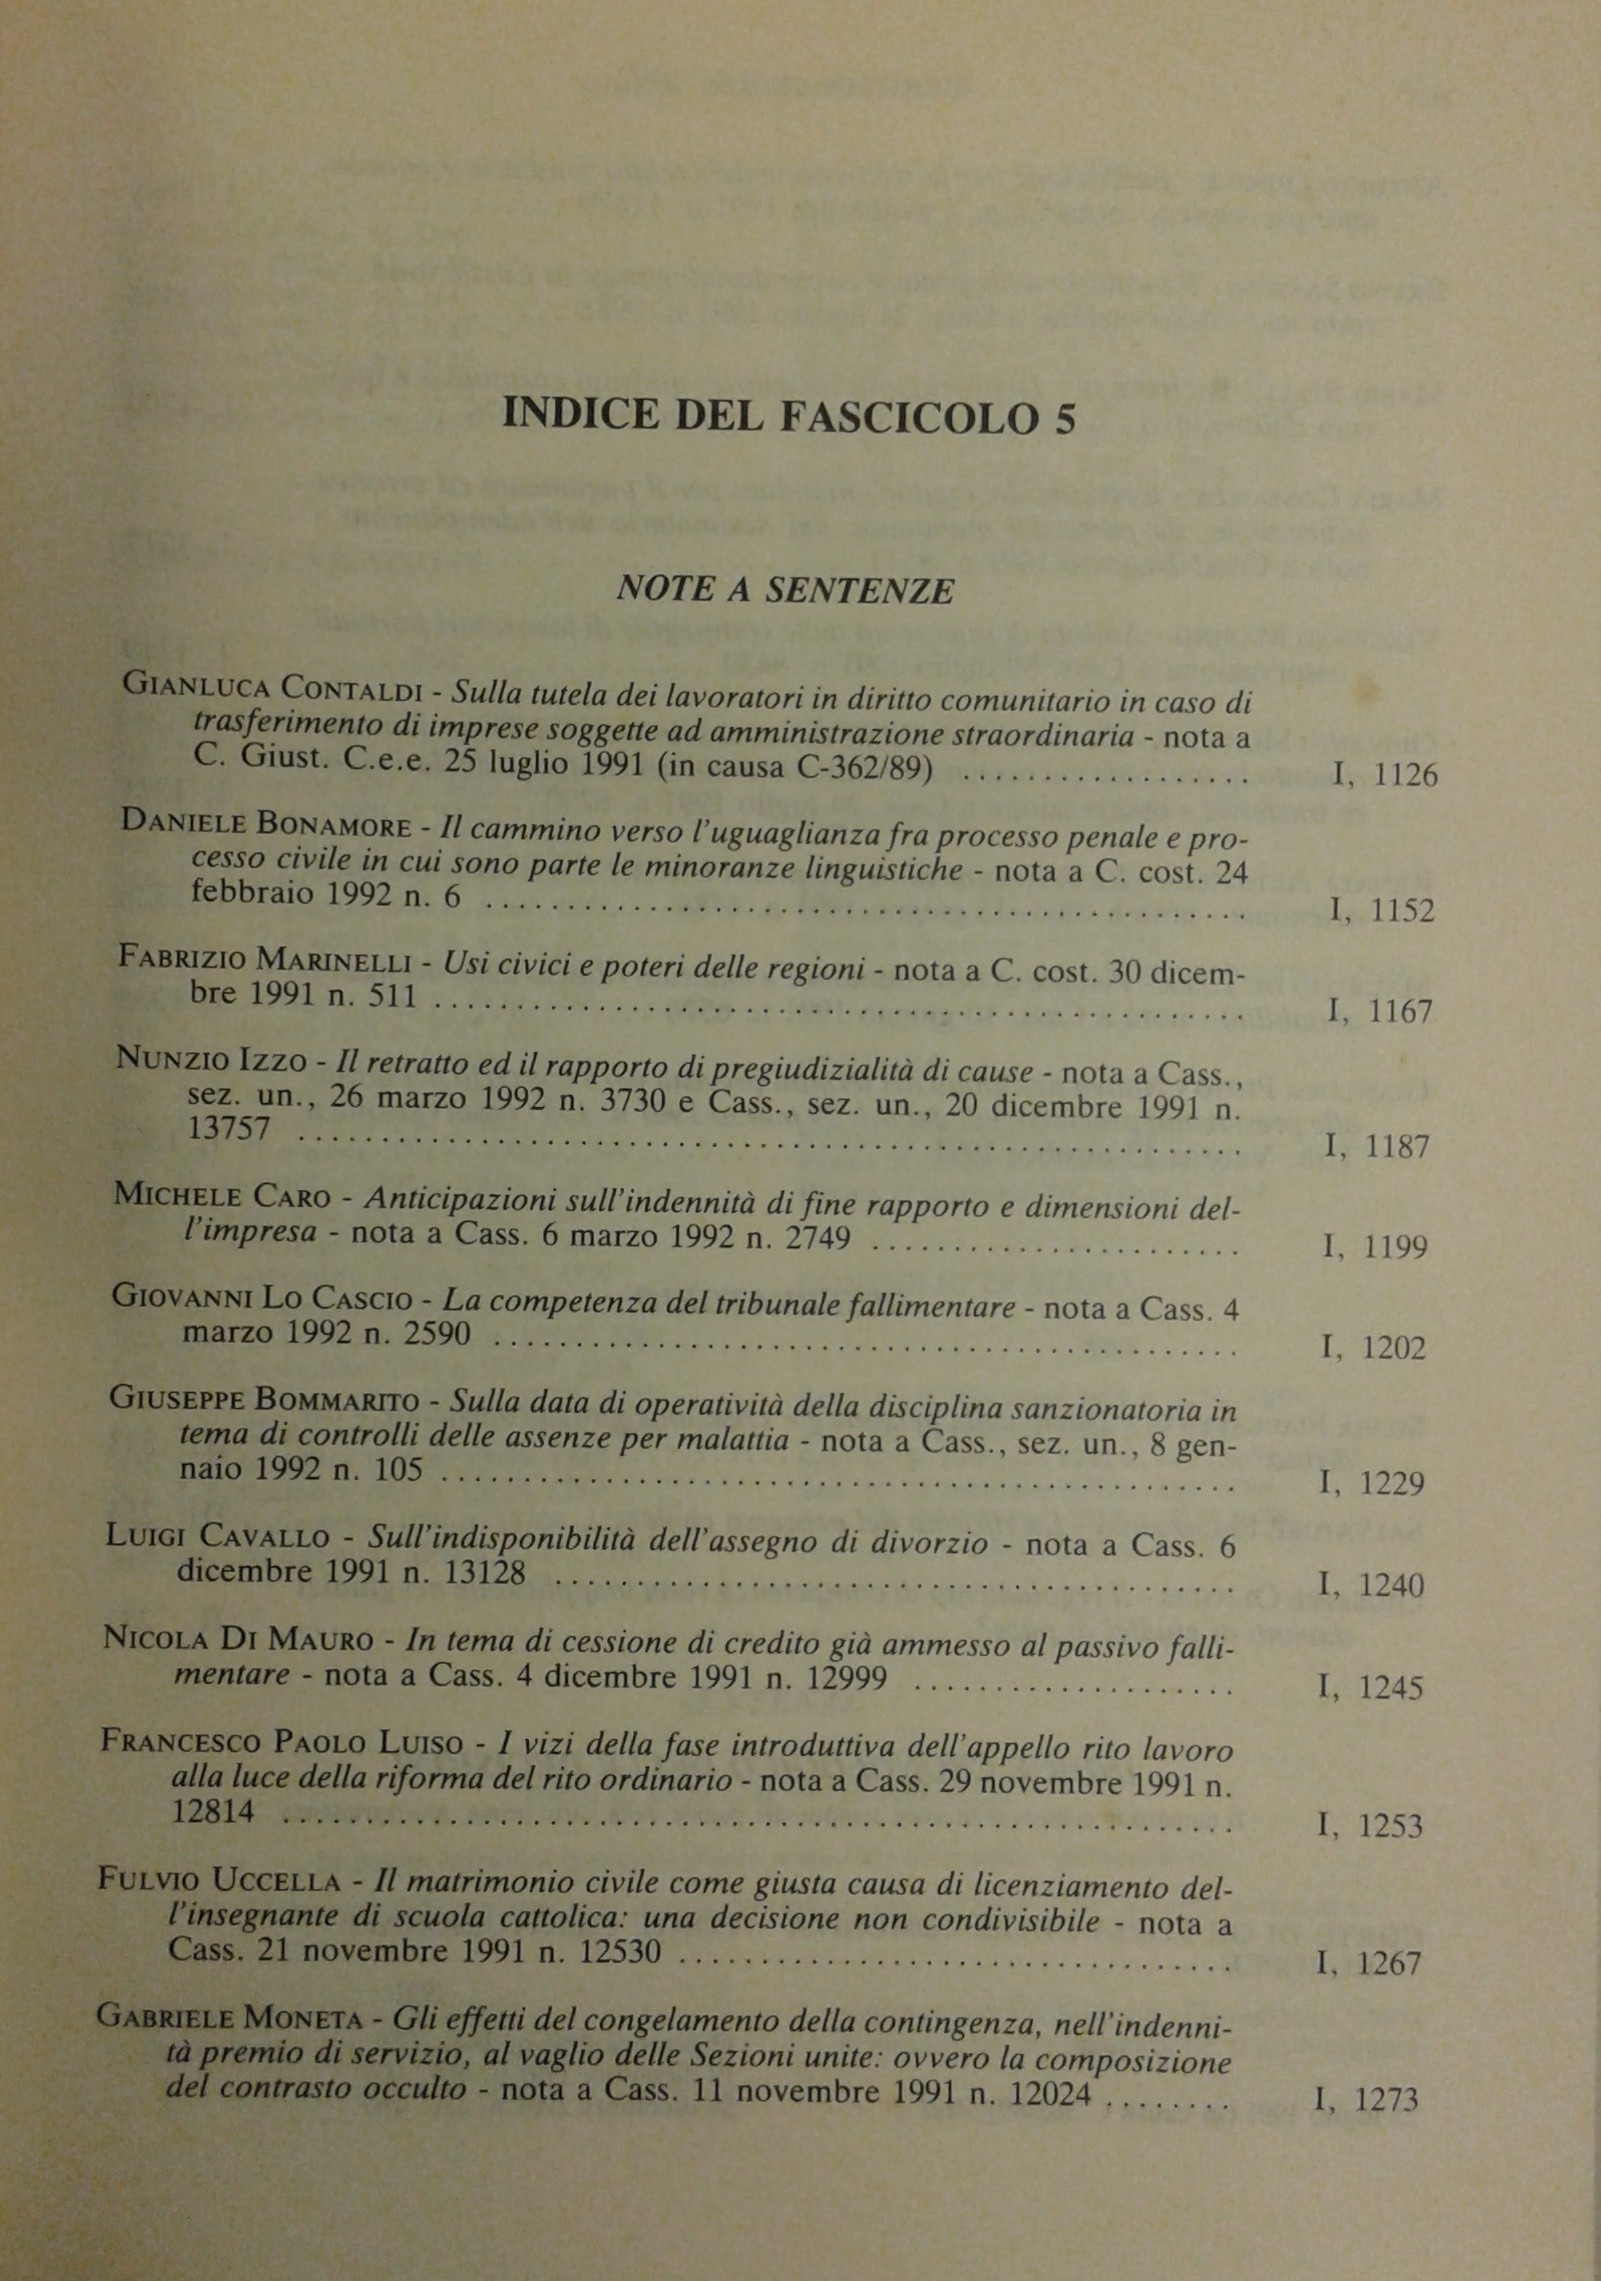 INDICE DEL FASCICOLO 5
NOTE A SENTENZE
GIANLUCA CONTALDI - Sulla tutela dei lavoratori in diritto comunitario in caso di
trasferimento di imprese soggette ad amministrazione straordinaria - nota a
C. Giust. C.e.e. 25 luglio 1991 (in causa C-362/89) .................. I, 1126
DANIELE BONAMORE - Il cammino verso l'uguaglianza fra processo penale e pro-
cesso civile in cui sono parte le minoranze linguistiche - nota a C. cost. 24
febbraio 1992 n. 6 ............................................... I, 1152
FABRIZIO MARINELLI - Usi civici e poteri delle regioni - nota a C. cost. 30 dicem-
bre 1991 n. 511 .................................................. I, 1167
NUNZIO IZZO - Il retratto ed il rapporto di pregiudizialità di cause - nota a Cass.,
sez. un., 26 marzo 1992 n. 3730 e Cass., sez. un., 20 dicembre 1991 n.
13757 .......................................................... I, 1187
MICHELE CARO - Anticipazioni sull'indennità di fine rapporto e dimensioni del-
l'impresa - nota a Cass. 6 marzo 1992 n. 2749 ....................... I, 1199
GIOVANNI LO CASCIO - La competenza del tribunale fallimentare - nota a Cass. 4
marzo 1992 n. 2590 .............................................. I, 1202
GIUSEPPE BOMMARITO - Sulla data di operatività della disciplina sanzionatoria in
tema di controlli delle assenze per malattia - nota a Cass., sez. un., 8 gen-
naio 1992 n. 105 ................................................. I, 1229
LUIGI CAVALLO - Sull'indisponibilità dell'assegno di divorzio - nota a Cass. 6
dicembre 1991 n. 13128 .......................................... I, 1240
NICOLA DI MAURO - In tema di cessione di credito già ammesso al passivo falli-
mentare - nota a Cass. 4 dicembre 1991 n. 12999 .................... I, 1245
FRANCESCO PAOLO LUISO - I vizi della fase introduttiva dell'appello rito lavoro
alla luce della riforma del rito ordinario - nota a Cass. 29 novembre 1991 n.
12814 .......................................................... I, 1253
FULVIO UCCELLA - Il matrimonio civile come giusta causa di licenziamento del-
l'insegnante di scuola cattolica: una decisione non condivisibile - nota a
Cass. 21 novembre 1991 n. 12530 .................................. I, 1267
GABRIELE MONETA - Gli effetti del congelamento della contingenza, nell'indenni-
tà premio di servizio, al vaglio delle Sezioni unite: ovvero la composizione
del contrasto occulto - nota a Cass. 11 novembre 1991 n. 12024 ........ I, 1273